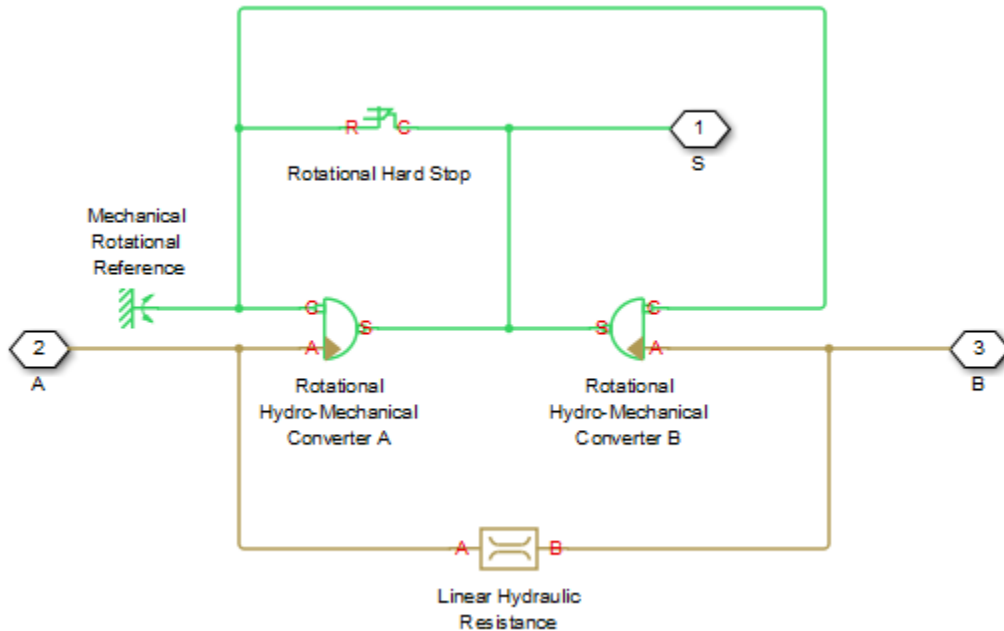 R
C
1
S
Rotational Hard Stop
Mechanical
Rotational
Reference
C
S
S
C
2
A
A
A
3
B
Rotational
Hydro-Mechanical
Converter A
Rotational
Hydro-Mechanical
Converter B
A
B
Linear Hydraulic
Resistance